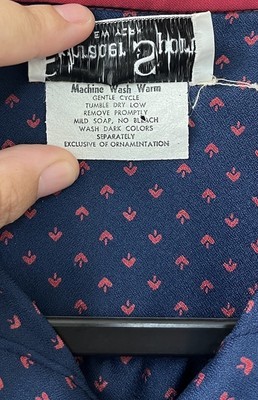 Machine Wash Warm
GENTLE CYCLE
TUMBLE DRY LOW
REMOVE PROMPTLY
MILD SOAP, NO BLEACH
WASH DARK COLORS
SEPARATELY
EXCLUSIVE OF ORNAMENTATION